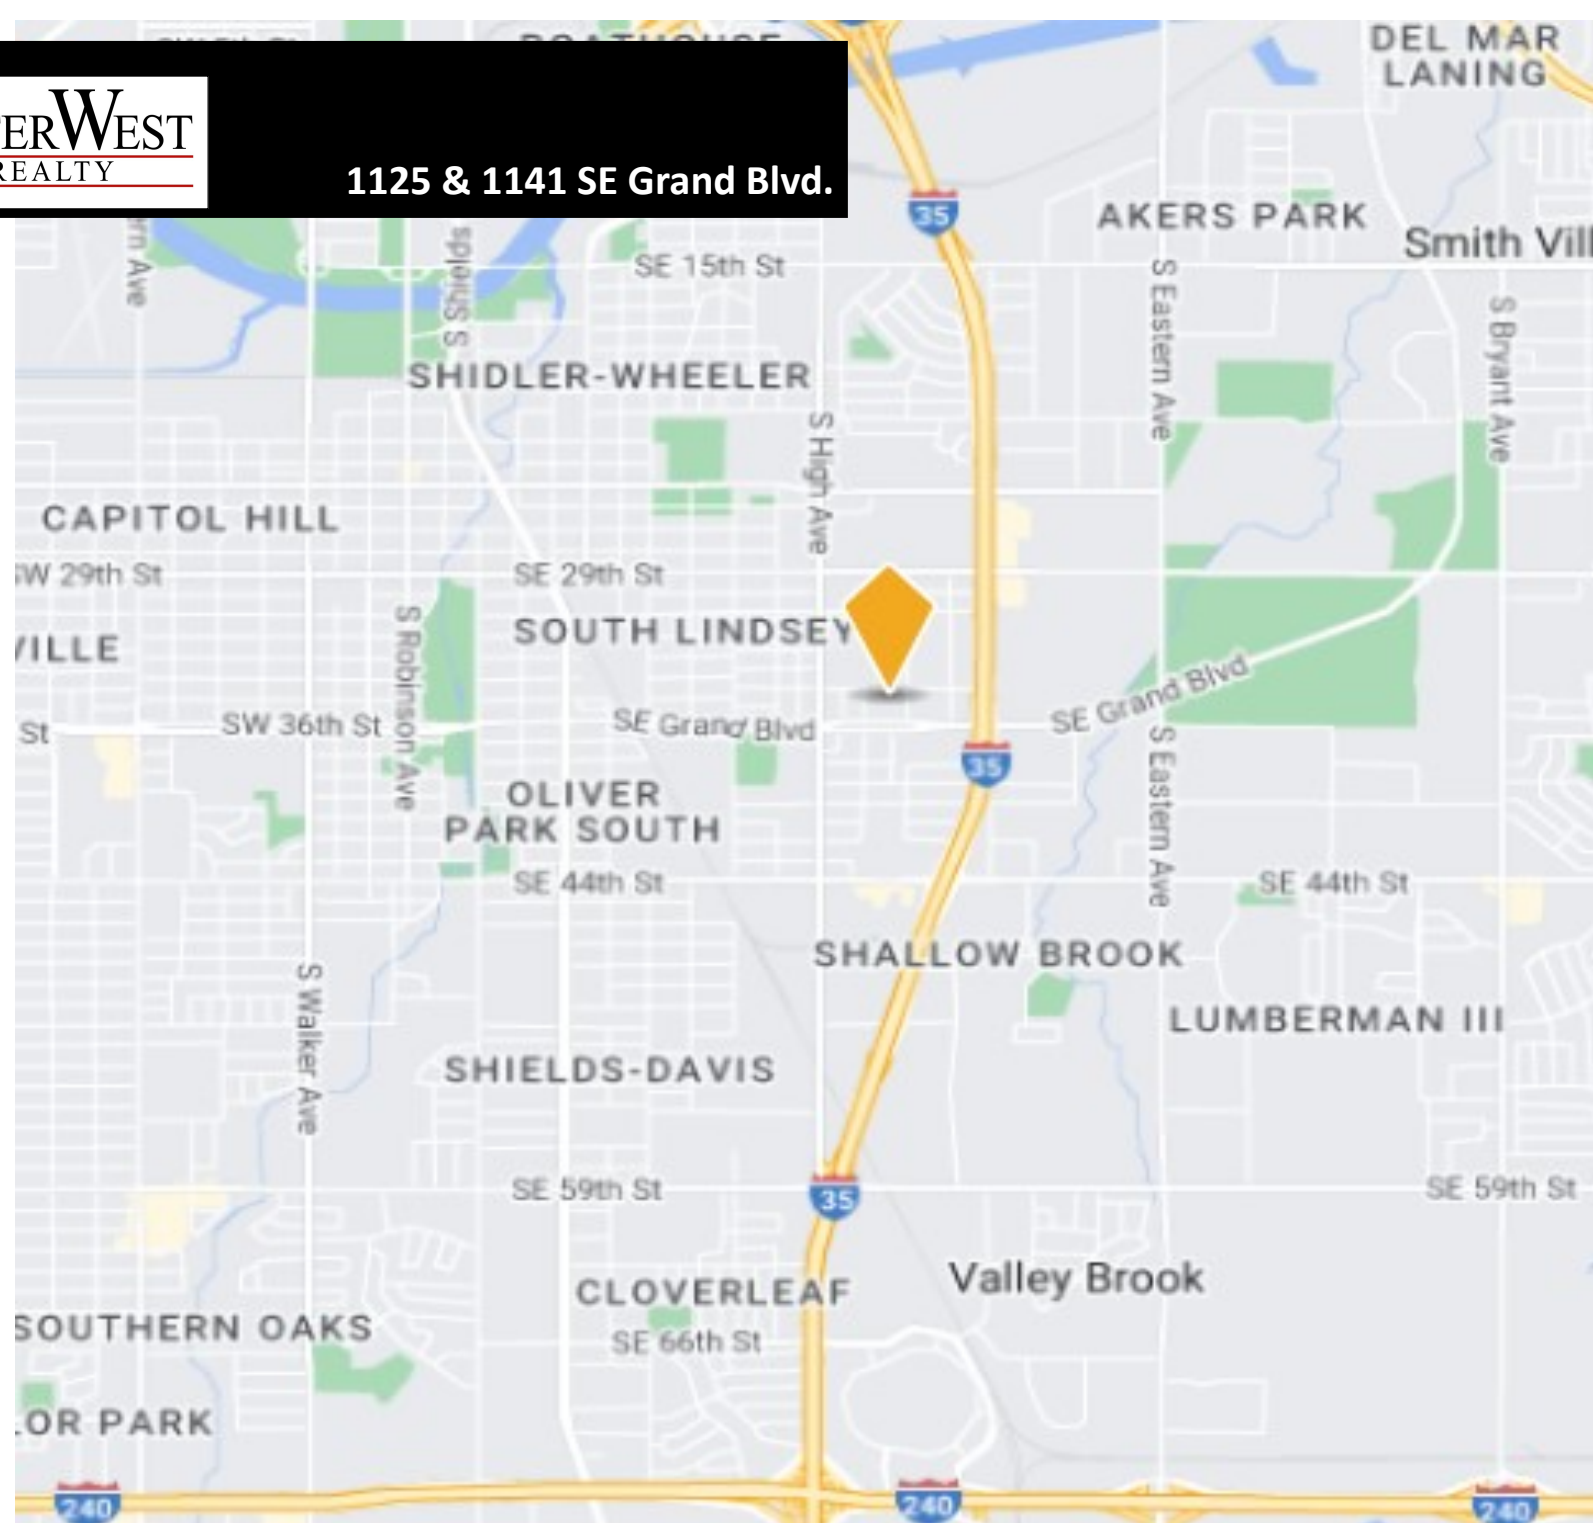 DEL MAR
LANING
ERWEST
REALTY
1125 & 1141 SE Grand Blvd.
35
AKERS PARK
Smith Vill
SE 15th St
S Shields
S Eastern Ave
S Bryant Ave
SHIDLER-WHEELER
S High Ave
CAPITOL HILL
SW 29th St
SE 29th St
S Robinson Ave
SOUTH LINDSEY
VILLE
SE Grand Blvd
St
SW 36th St
SE Grand Blvd
S Eastern Ave
35
OLIVER
PARK SOUTH
SE 44th St
SE 44th St
SHALLOW BROOK
S Walker Ave
LUMBERMAN III
SHIELDS-DAVIS
SE 59th St
35
SE 59th St
Valley Brook
CLOVERLEAF
SOUTHERN OAKS
SE 66th St
LOR PARK
240
240
240